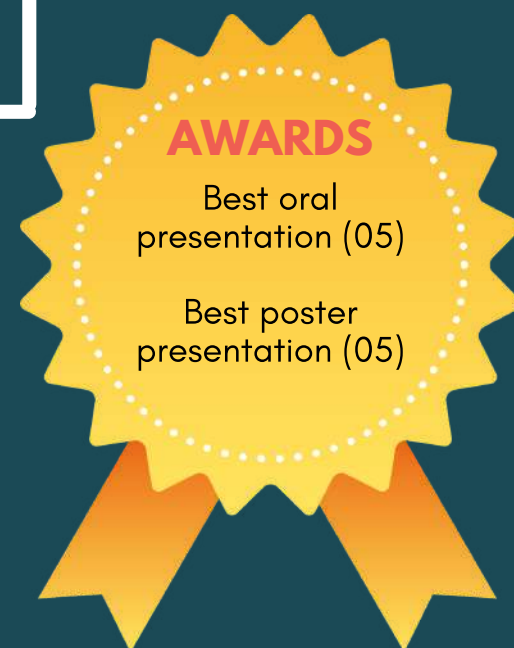 AWARDS
Best oral
presentation (05)
Best poster
presentation (05)